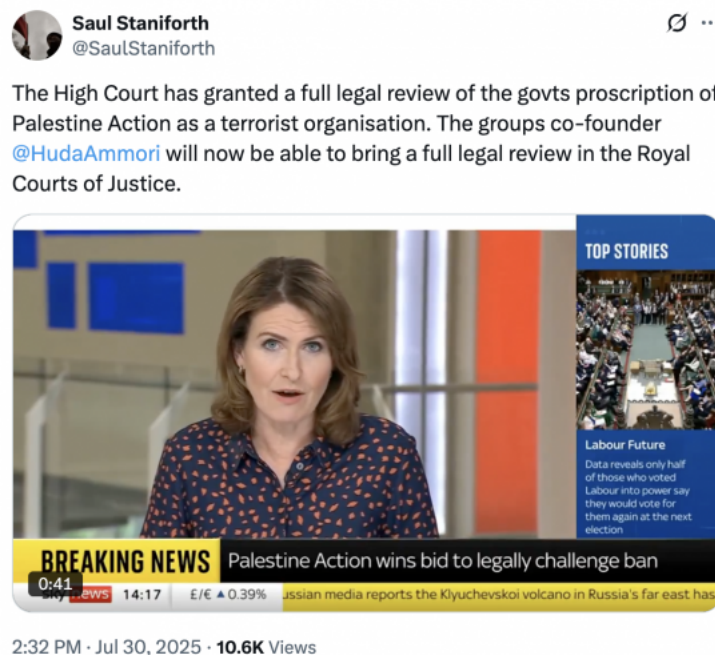 Saul Staniforth
@SaulStaniforth
The High Court has granted a full legal review of the govts proscription of
Palestine Action as a terrorist organisation. The groups co-founder
@HudaAmmori will now be able to bring a full legal review in the Royal
Courts of Justice.
TOP STORIES
Labour Future
Data reveals only half
of those who voted
Labour into power say
they would vote for
them again at the next
election
BREAKING NEWS Palestine Action wins bid to legally challenge ban
0:41
sky news 14:17 £/€ ▲ 0.39% ussian media reports the Klyuchevskoi volcano in Russia's far east has
2:32 PM · Jul 30, 2025 · 10.6K Views